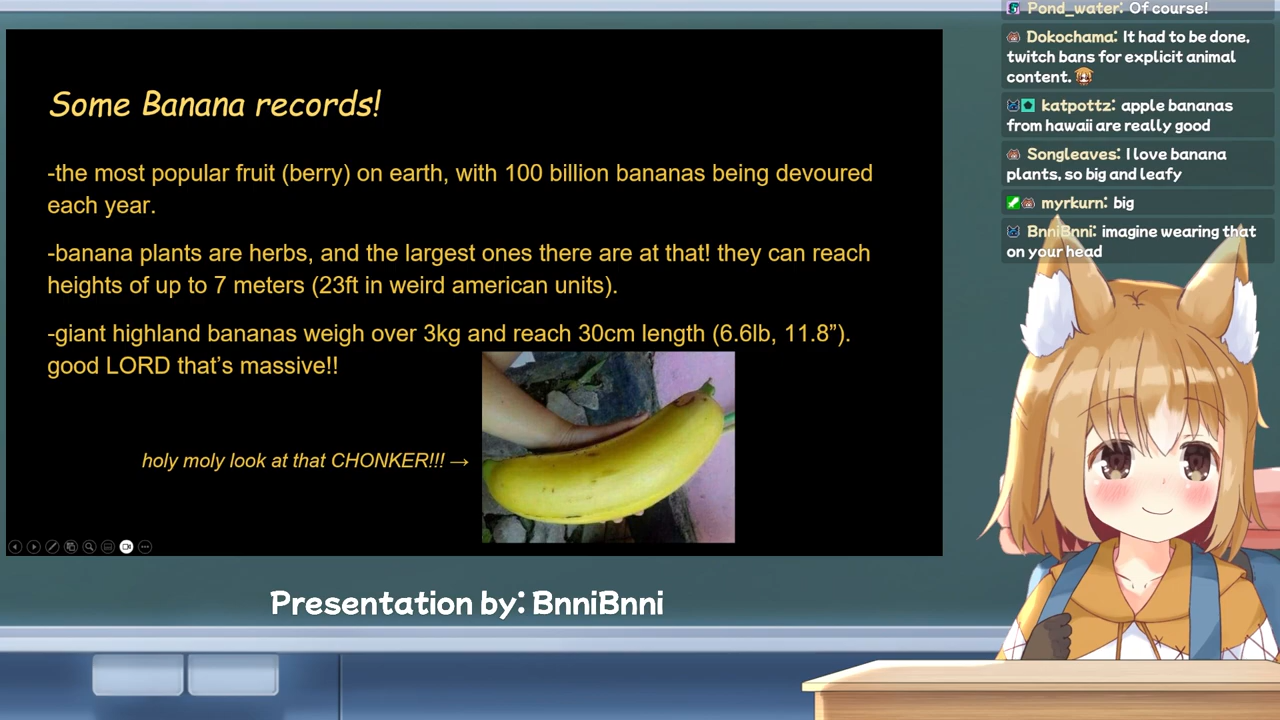 Some Banana records!
-the most popular fruit (berry) on earth, with 100 billion bananas being devoured
each year.
-banana plants are herbs, and the largest ones there are at that! they can reach
heights of up to 7 meters (23ft in weird american units).
-giant highland bananas weigh over 3kg and reach 30cm length (6.6lb, 11.8”).
good LORD that’s massive!!
holy moly look at that CHONKER!!! →
Presentation by: BnniBnni
Pond_water: Of course!
Dokochama: It had to be done,
twitch bans for explicit animal
content.
katpottz: apple bananas
from hawaii are really good
Songleaves: I love banana
plants, so big and leafy
myrkurn: big
BnniBnni: imagine wearing that
on your head